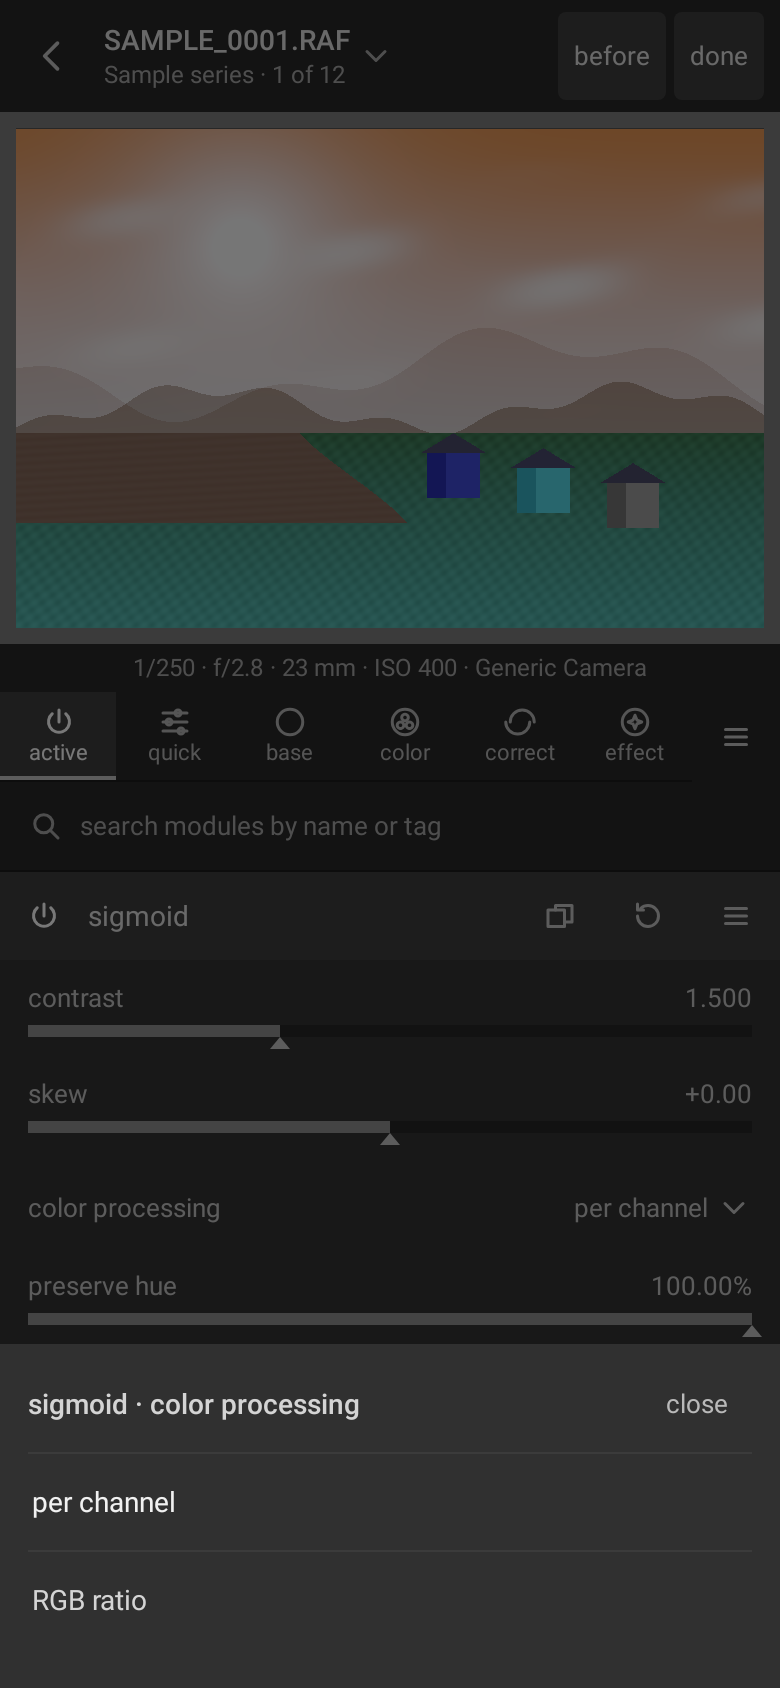 SAMPLE_0001.RAF
Sample series · 1 of 12
before
done
1/250 · f/2.8 · 23 mm · ISO 400 · Generic Camera
active
quick
base
color
correct
effect
search modules by name or tag
sigmoid
contrast
1.500
skew
+0.00
color processing
per channel
preserve hue
100.00%
sigmoid · color processing
close
per channel
RGB ratio